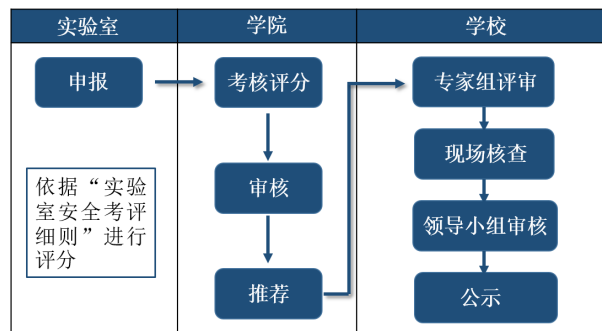 实验室
学院
学校
申报
考核评分
专家组评审
审核
现场核查
依据“实验
室安全考评
细则”进行
评分
推荐
领导小组审核
公示